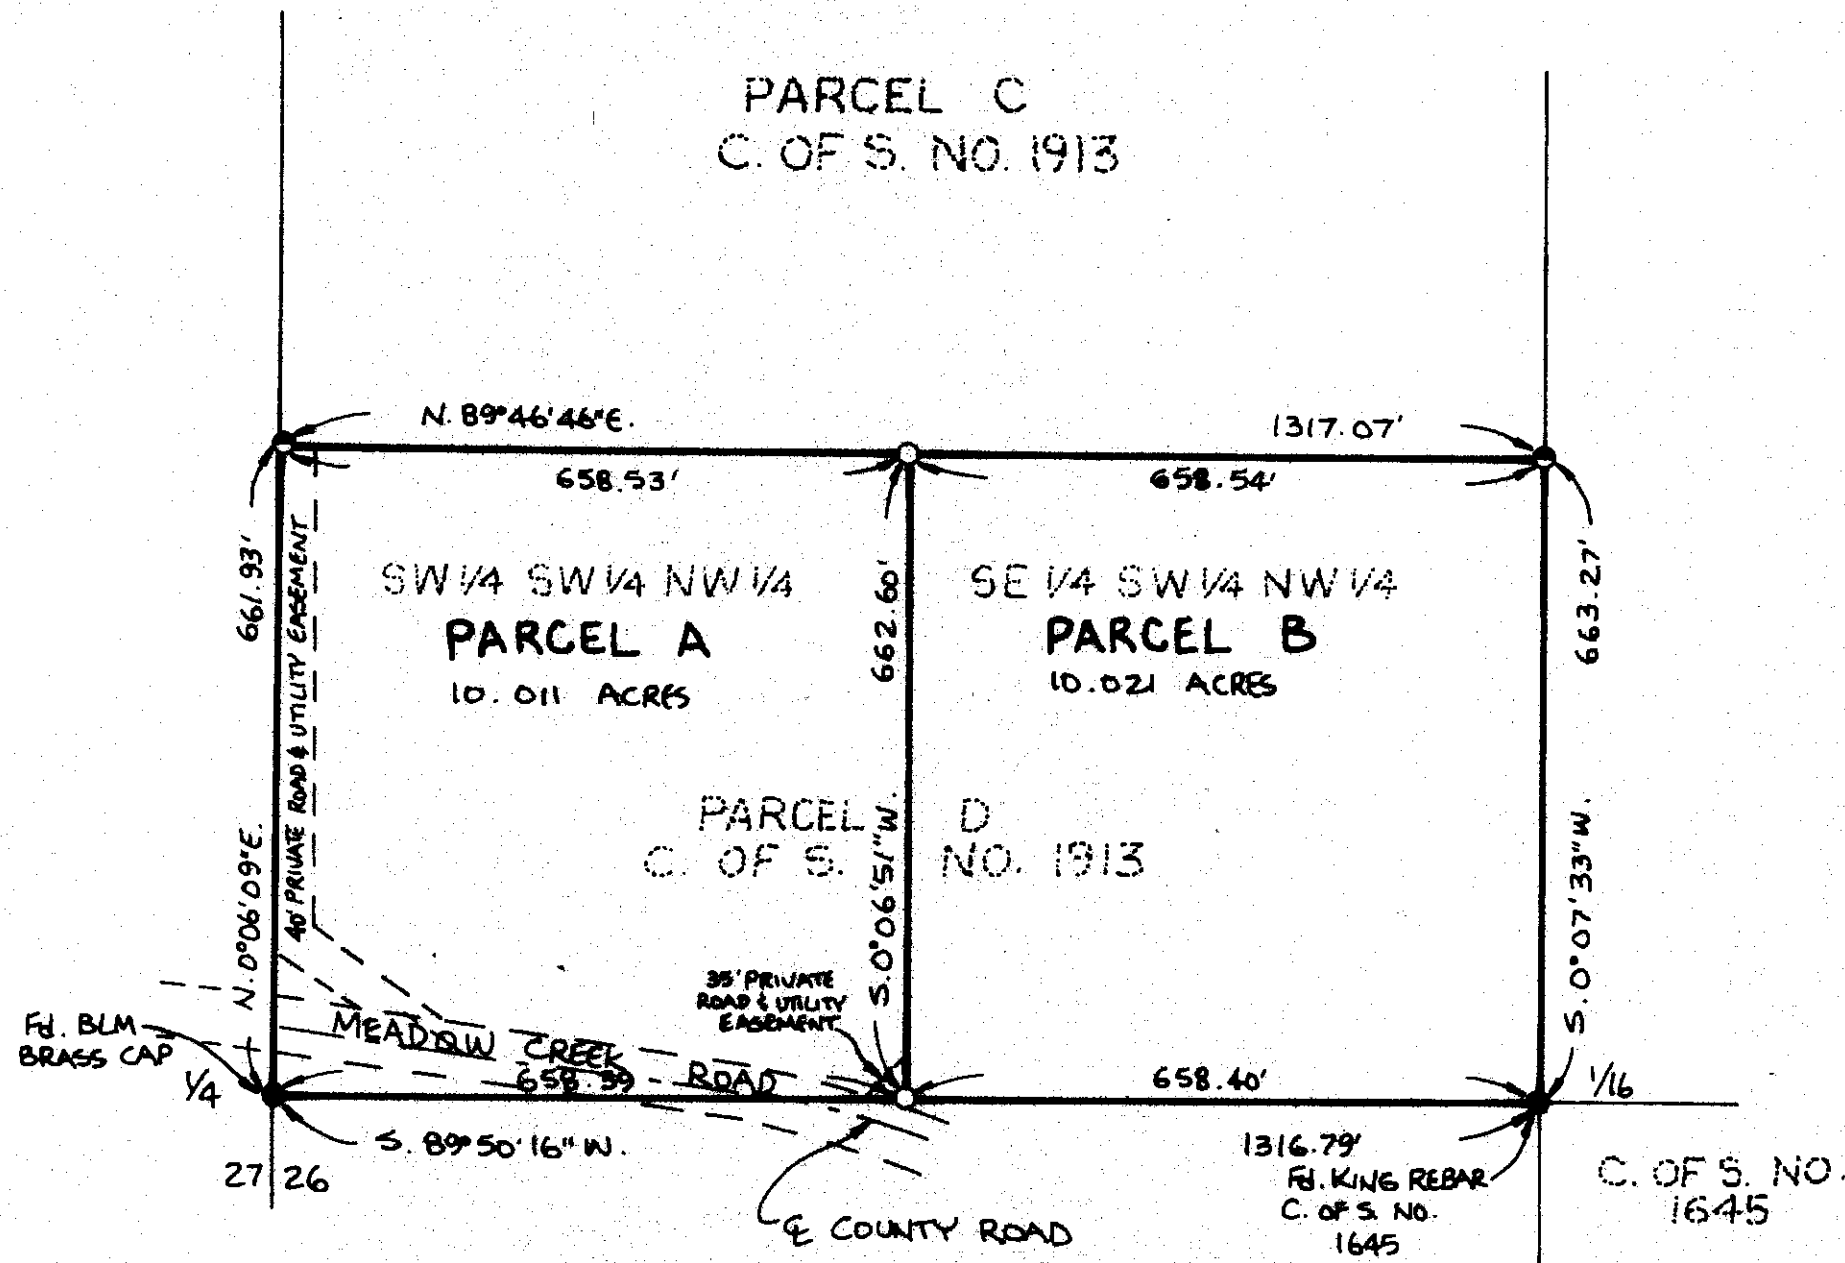 PARCEL C
C. OF S. NO. 1913
N. 89°46'46"E.
1317.07'
658.53'
658.54'
661.93'
40' PRIVATE ROAD & UTILITY EASEMENT
SW 1/4 SW 1/4 NW 1/4
PARCEL A
10.011 ACRES
662.60'
SE 1/4 SW 1/4 NW 1/4
PARCEL B
10.021 ACRES
663.27'
PARCEL D
C. OF S. NO. 1913
N. 0°06'09"E.
S. 0°06'51"W.
S. 0°07'33"W.
35' PRIVATE
ROAD & UTILITY
EASEMENT
Fd. BLM
BRASS CAP
1/4
MEADOW CREEK ROAD
658.39
658.40'
1/16
S. 89°50'16" W.
1316.79'
27 26
Fd. KING REBAR
C. OF S. NO.
1645
C. OF S. NO.
1645
℄ COUNTY ROAD